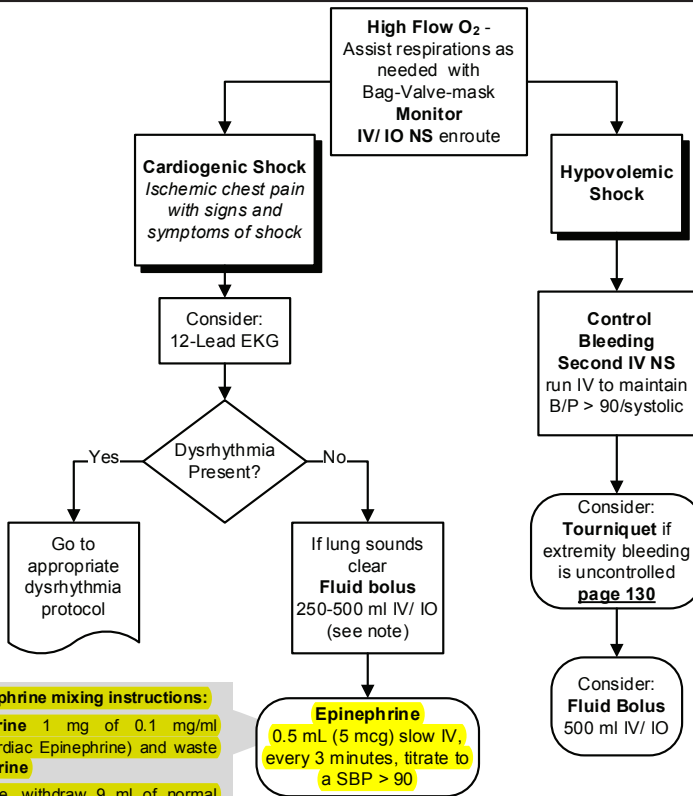 High Flow O₂ -
Assist respirations as
needed with
Bag-Valve-mask
Monitor
IV/ IO NS enroute
Cardiogenic Shock
Ischemic chest pain
with signs and
symptoms of shock
Hypovolemic
Shock
Consider:
12-Lead EKG
Control
Bleeding
Second IV NS
run IV to maintain
B/P > 90/systolic
Yes
Dysrhythmia
Present?
No
Go to
appropriate
dysrhythmia
protocol
If lung sounds
clear
Fluid bolus
250-500 ml IV/ IO
(see note)
Consider:
Tourniquet if
extremity bleeding
is uncontrolled
page 130
Consider:
Fluid Bolus
500 ml IV/ IO
Epinephrine
0.5 mL (5 mcg) slow IV,
every 3 minutes, titrate to
a SBP > 90
mixing instructions:
1 mg of 0.1 mg/ml
Epinephrine) and waste
withdraw 9 ml of normal